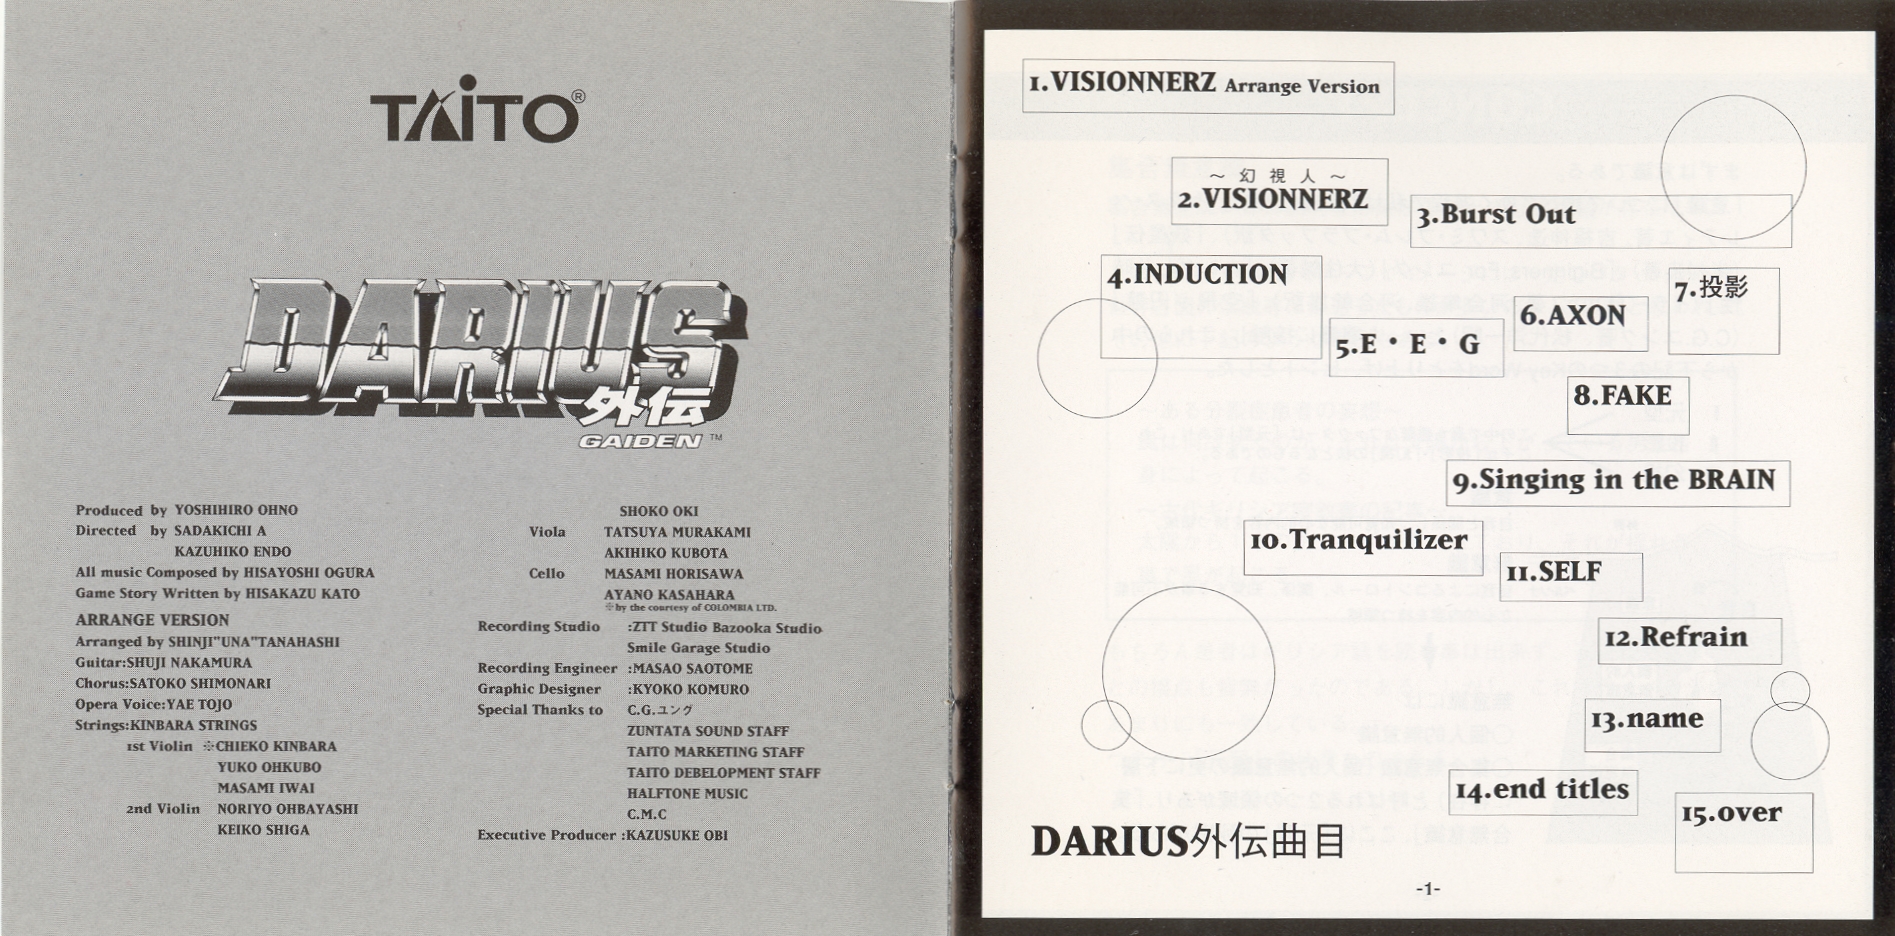 TAITO®
DARIUS
外伝
GAIDEN™
Produced by YOSHIHIRO OHNO
Directed by SADAKICHI A
KAZUHIKO ENDO
All music Composed by HISAYOSHI OGURA
Game Story Written by HISAKAZU KATO
ARRANGE VERSION
Arranged by SHINJI"UNA"TANAHASHI
Guitar:SHUJI NAKAMURA
Chorus:SATOKO SHIMONARI
Opera Voice:YAE TOJO
Strings:KINBARA STRINGS
1st Violin ※CHIEKO KINBARA
YUKO OHKUBO
MASAMI IWAI
2nd Violin NORIYO OHBAYASHI
KEIKO SHIGA
SHOKO OKI
Viola TATSUYA MURAKAMI
AKIHIKO KUBOTA
Cello MASAMI HORISAWA
AYANO KASAHARA
※by the courtesy of COLOMBIA LTD.
Recording Studio :ZTT Studio Bazooka Studio
Smile Garage Studio
Recording Engineer :MASAO SAOTOME
Graphic Designer :KYOKO KOMURO
Special Thanks to C.G.ユング
ZUNTATA SOUND STAFF
TAITO MARKETING STAFF
TAITO DEBELOPMENT STAFF
HALFTONE MUSIC
C.M.C
Executive Producer :KAZUSUKE OBI
1.VISIONNERZ Arrange Version
～ 幻 視 人 ～
2.VISIONNERZ
3.Burst Out
4.INDUCTION
5.E・E・G
6.AXON
7.投影
8.FAKE
9.Singing in the BRAIN
10.Tranquilizer
11.SELF
12.Refrain
13.name
14.end titles
15.over
DARIUS外伝曲目
-1-